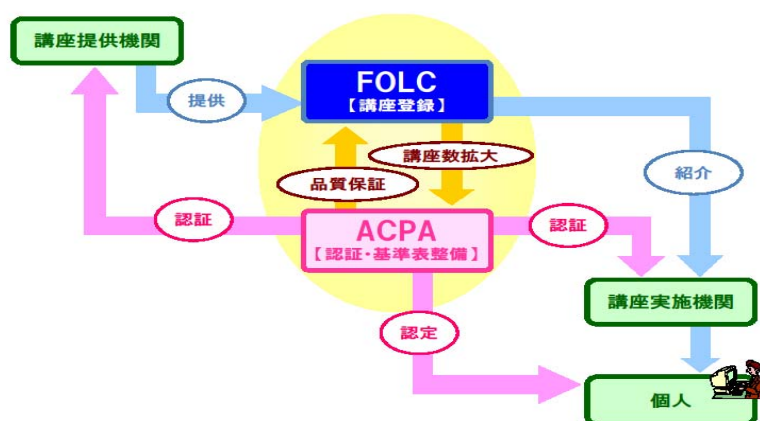 講座提供機関
FOLC
【講座登録】
提供
講座数拡大
品質保証
紹介
認証
ACPA
【認証・基準表整備】
認証
講座実施機関
認定
個人